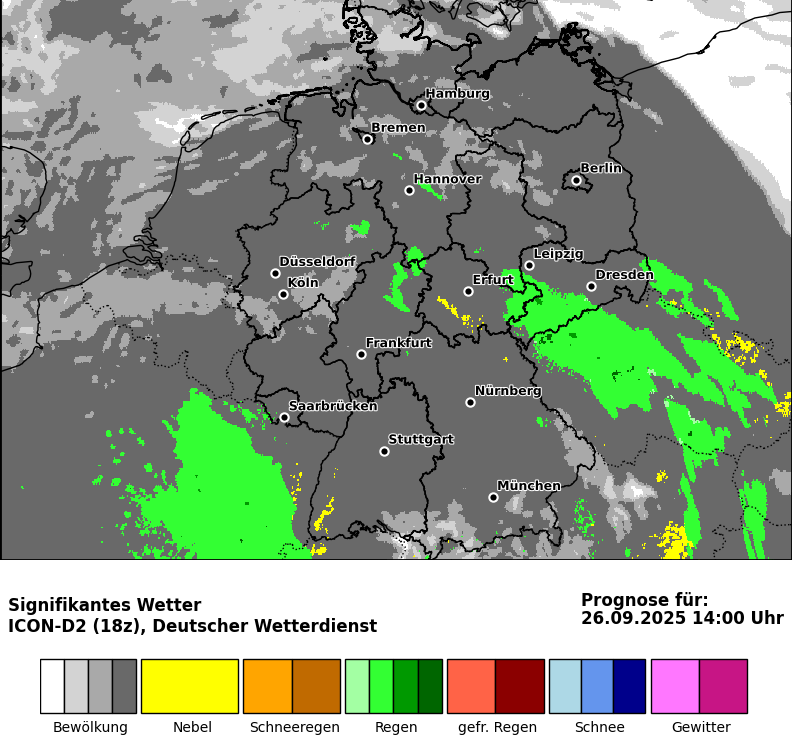 Hamburg
Bremen
Berlin
Hannover
Leipzig
Düsseldorf
Dresden
Köln
Erfurt
Frankfurt
Nürnberg
Saarbrücken
Stuttgart
München
Signifikantes Wetter
ICON-D2 (18z), Deutscher Wetterdienst
Prognose für:
26.09.2025 14:00 Uhr
Bewölkung Nebel Schneeregen Regen gefr. Regen Schnee Gewitter